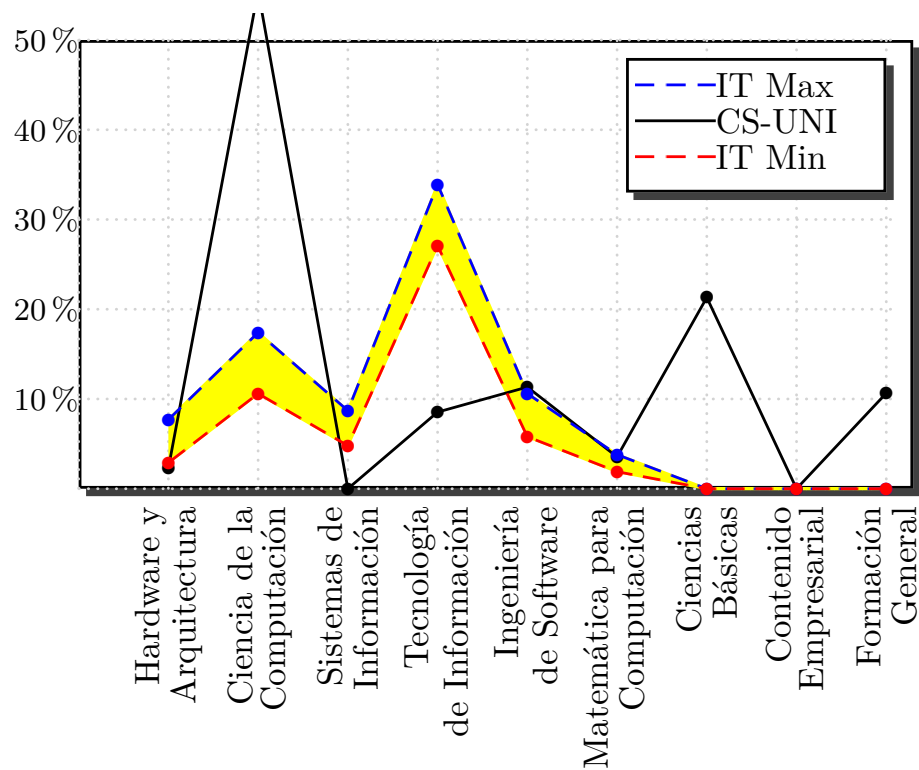 50 %
40 %
30 %
20 %
10 %
IT Max
CS-UNI
IT Min
Hardware y
Arquitectura
Ciencia de la
Computación
Sistemas de
Información
Tecnología
de Información
Ingeniería
de Software
Matemática para
Computación
Ciencias
Básicas
Contenido
Empresarial
Formación
General